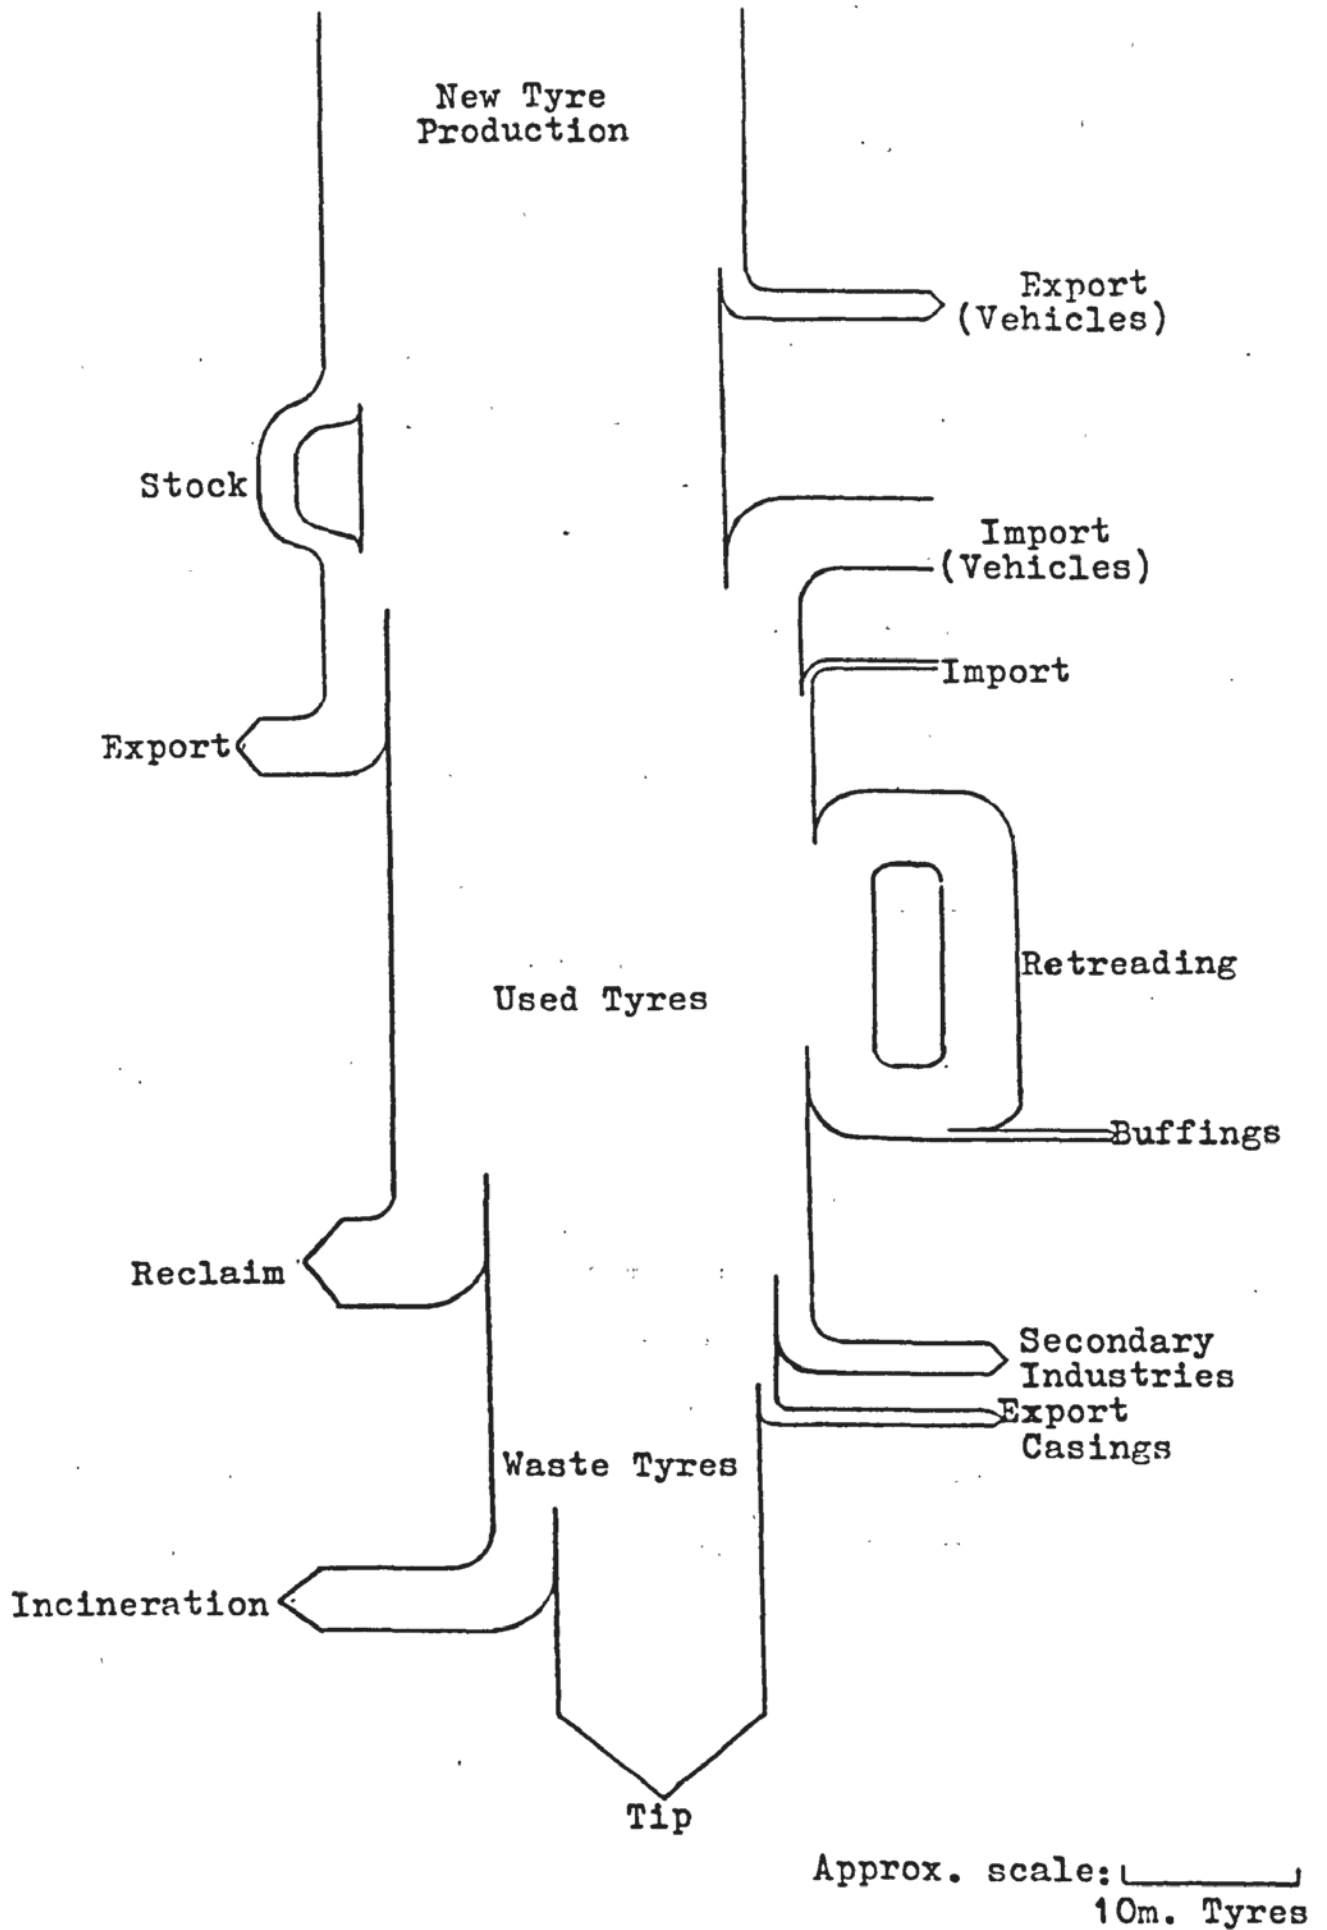 New Tyre
Production
Export
(Vehicles)
Stock
Import
(Vehicles)
Import
Export
Retreading
Used Tyres
Buffings
Reclaim
Secondary
Industries
Export
Casings
Waste Tyres
Incineration
Tip
Approx. scale:
10m. Tyres